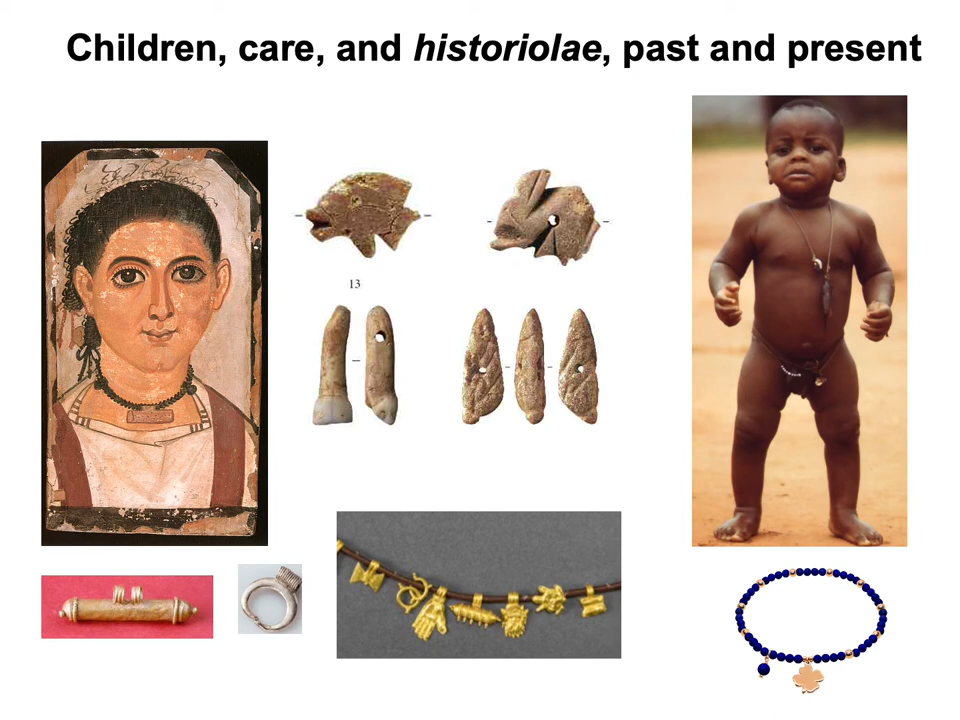 Children, care, and historiolae, past and present
13